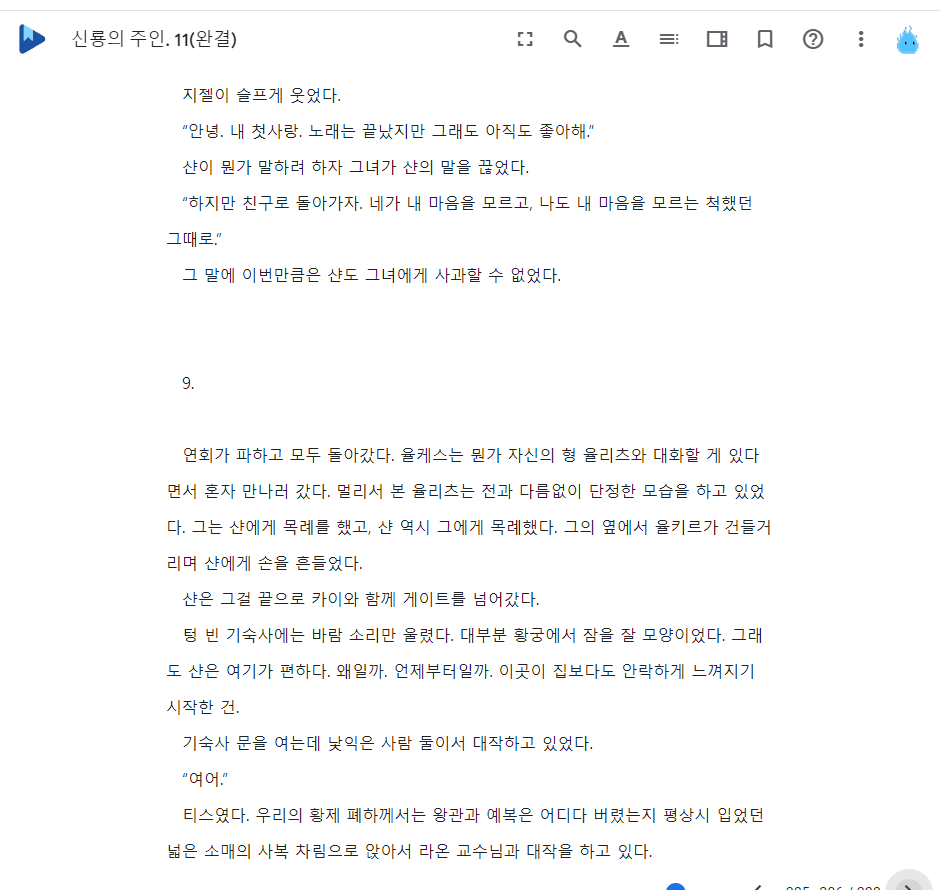 신룡의 주인. 11(완결)
지젤이 슬프게 웃었다.
“안녕. 내 첫사랑. 노래는 끝났지만 그래도 아직도 좋아해.”
샨이 뭔가 말하려 하자 그녀가 샨의 말을 끊었다.
“하지만 친구로 돌아가자. 네가 내 마음을 모르고, 나도 내 마음을 모르는 척했던
그때로.”
그 말에 이번만큼은 샨도 그녀에게 사과할 수 없었다.
9.
연회가 파하고 모두 돌아갔다. 율케스는 뭔가 자신의 형 율리츠와 대화할 게 있다
면서 혼자 만나러 갔다. 멀리서 본 율리츠는 전과 다름없이 단정한 모습을 하고 있었
다. 그는 샨에게 목례를 했고, 샨 역시 그에게 목례했다. 그의 옆에서 율키르가 건들거
리며 샨에게 손을 흔들었다.
샨은 그걸 끝으로 카이와 함께 게이트를 넘어갔다.
텅 빈 기숙사에는 바람 소리만 울렸다. 대부분 황궁에서 잠을 잘 모양이었다. 그래
도 샨은 여기가 편하다. 왜일까. 언제부터일까. 이곳이 집보다도 안락하게 느껴지기
시작한 건.
기숙사 문을 여는데 낯익은 사람 둘이서 대작하고 있었다.
“여어.”
티스였다. 우리의 황제 폐하께서는 왕관과 예복은 어디다 버렸는지 평상시 입었던
넓은 소매의 사복 차림으로 앉아서 라온 교수님과 대작을 하고 있다.